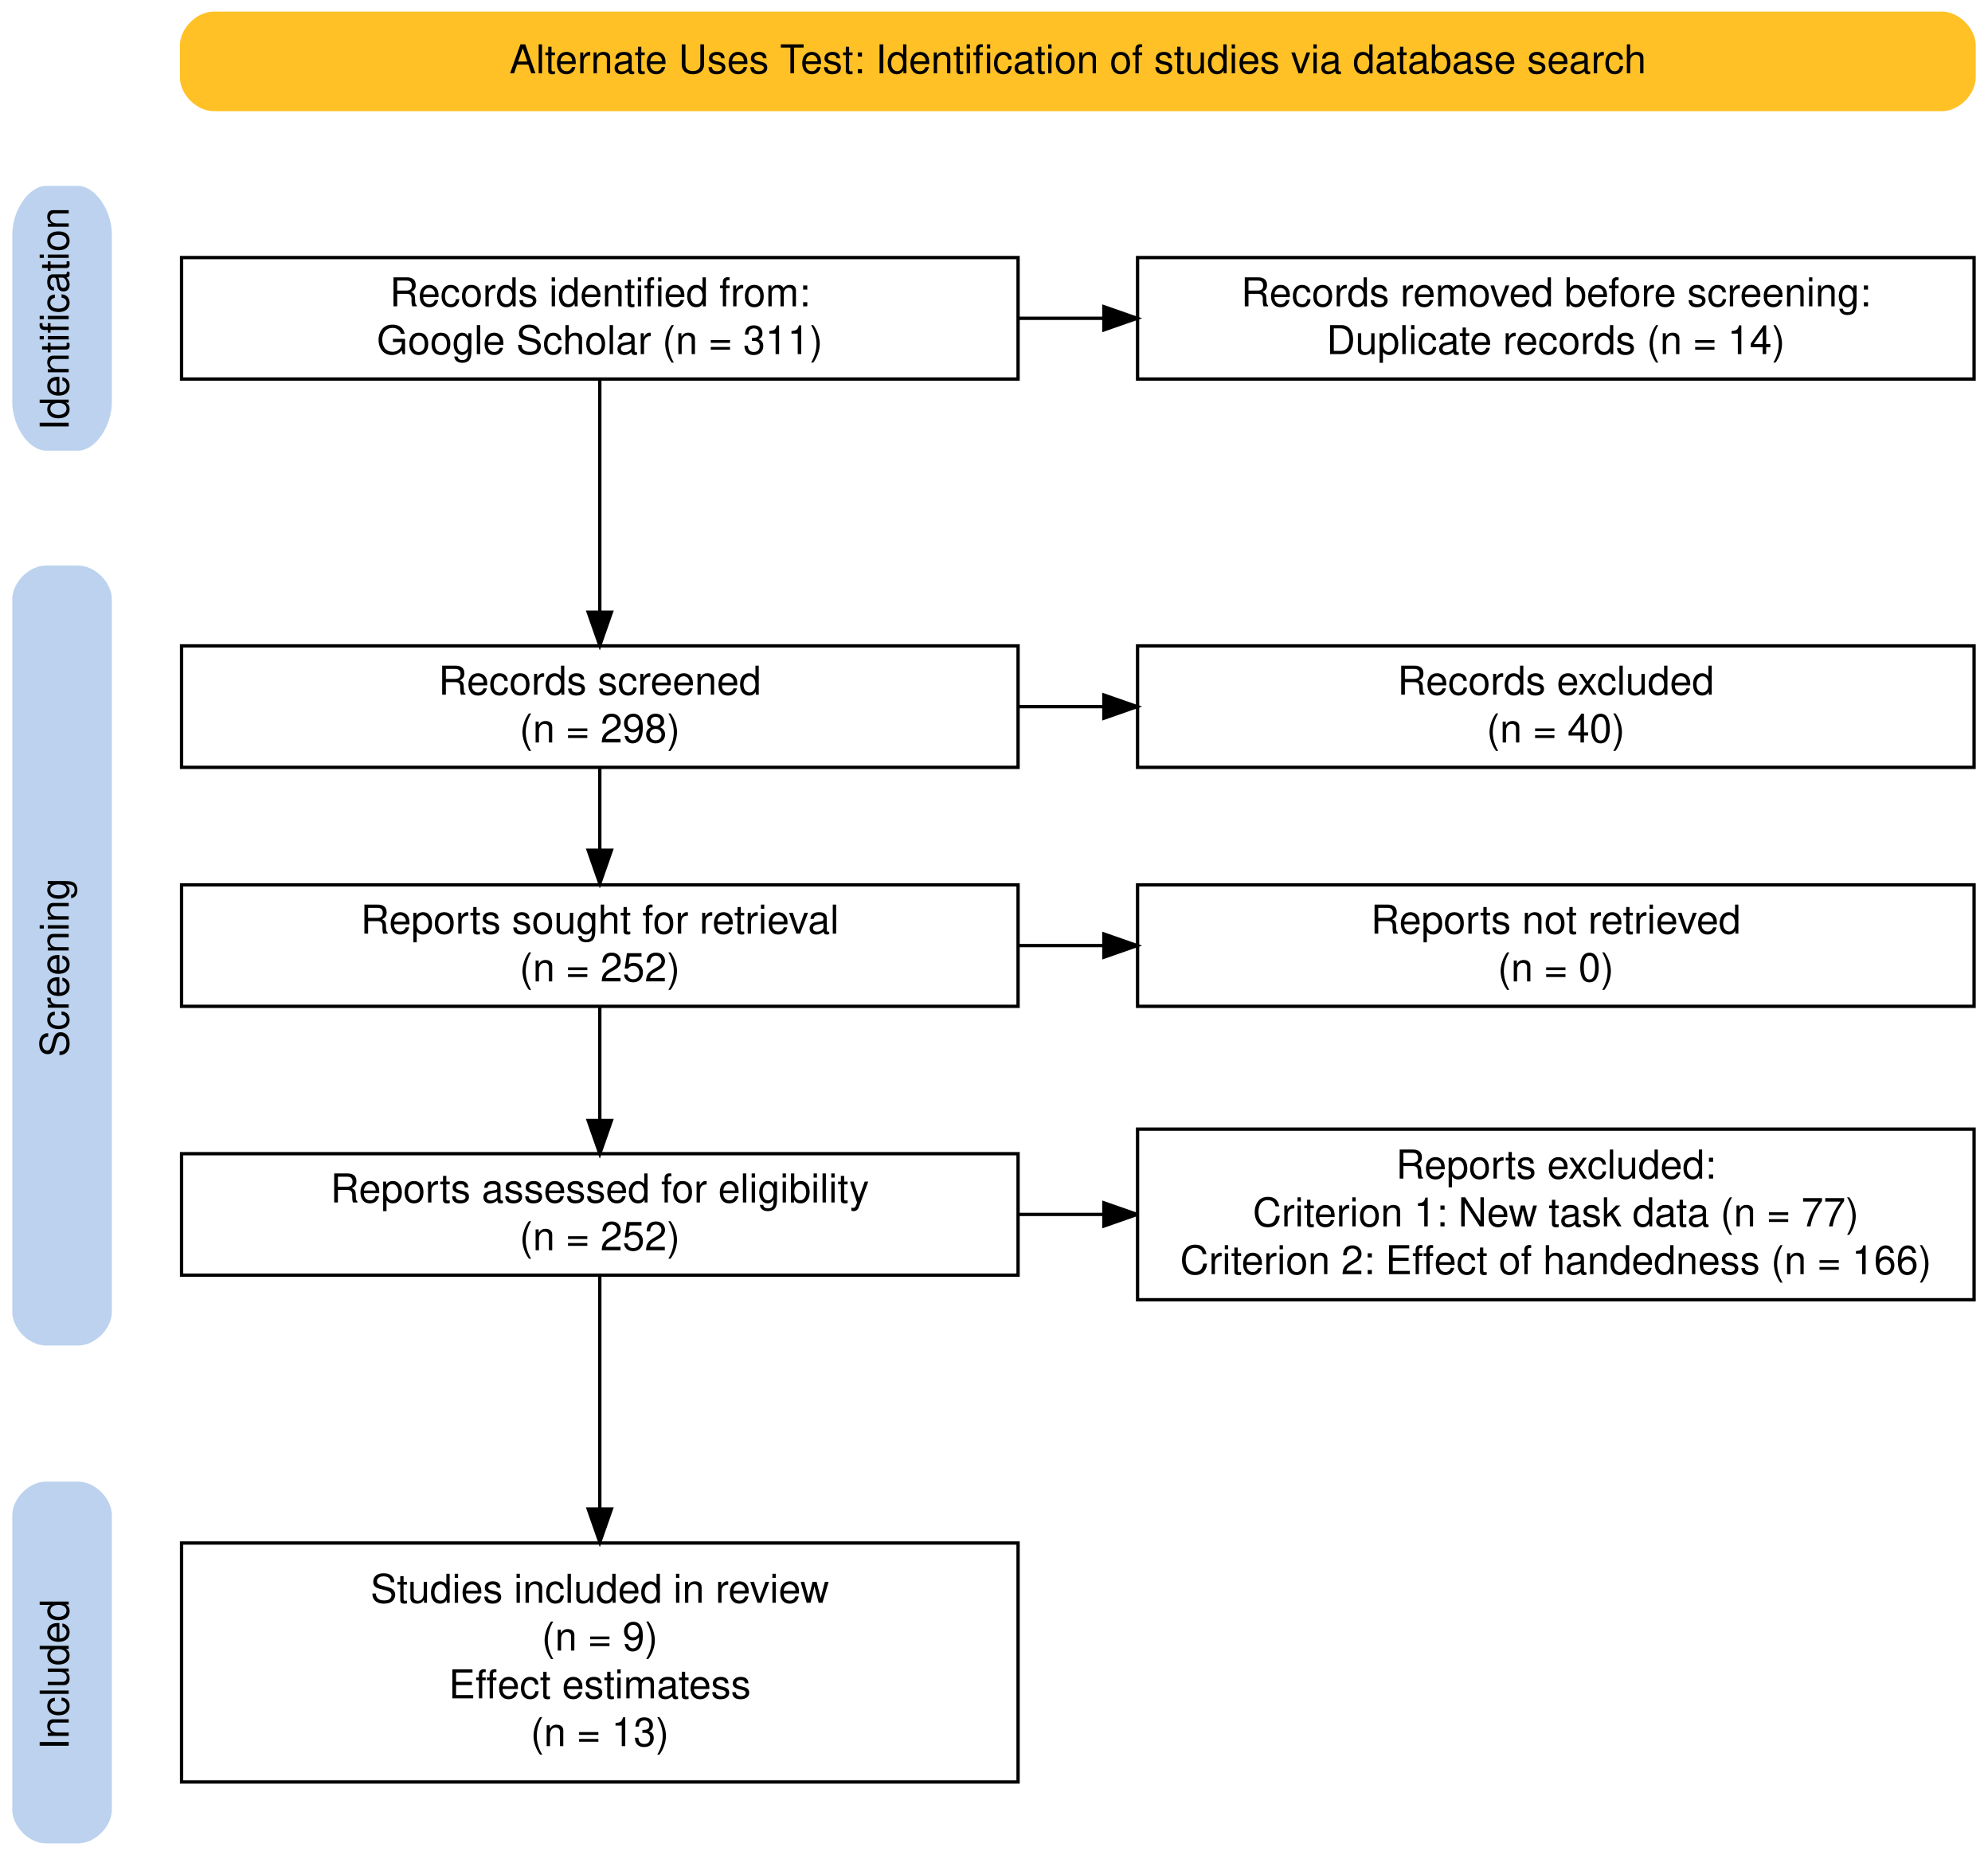 Alternate Uses Test: Identification of studies via database search
Identification
Records identified from:
Google Scholar (n = 311)
Records removed before screening:
Duplicate records (n = 14)
Screening
Records screened
(n = 298)
Records excluded
(n = 40)
Reports sought for retrieval
(n = 252)
Reports not retrieved
(n = 0)
Reports assessed for eligibility
(n = 252)
Reports excluded:
Criterion 1: New task data (n = 77)
Criterion 2: Effect of handedness (n = 166)
Included
Studies included in review
(n = 9)
Effect estimatess
(n = 13)